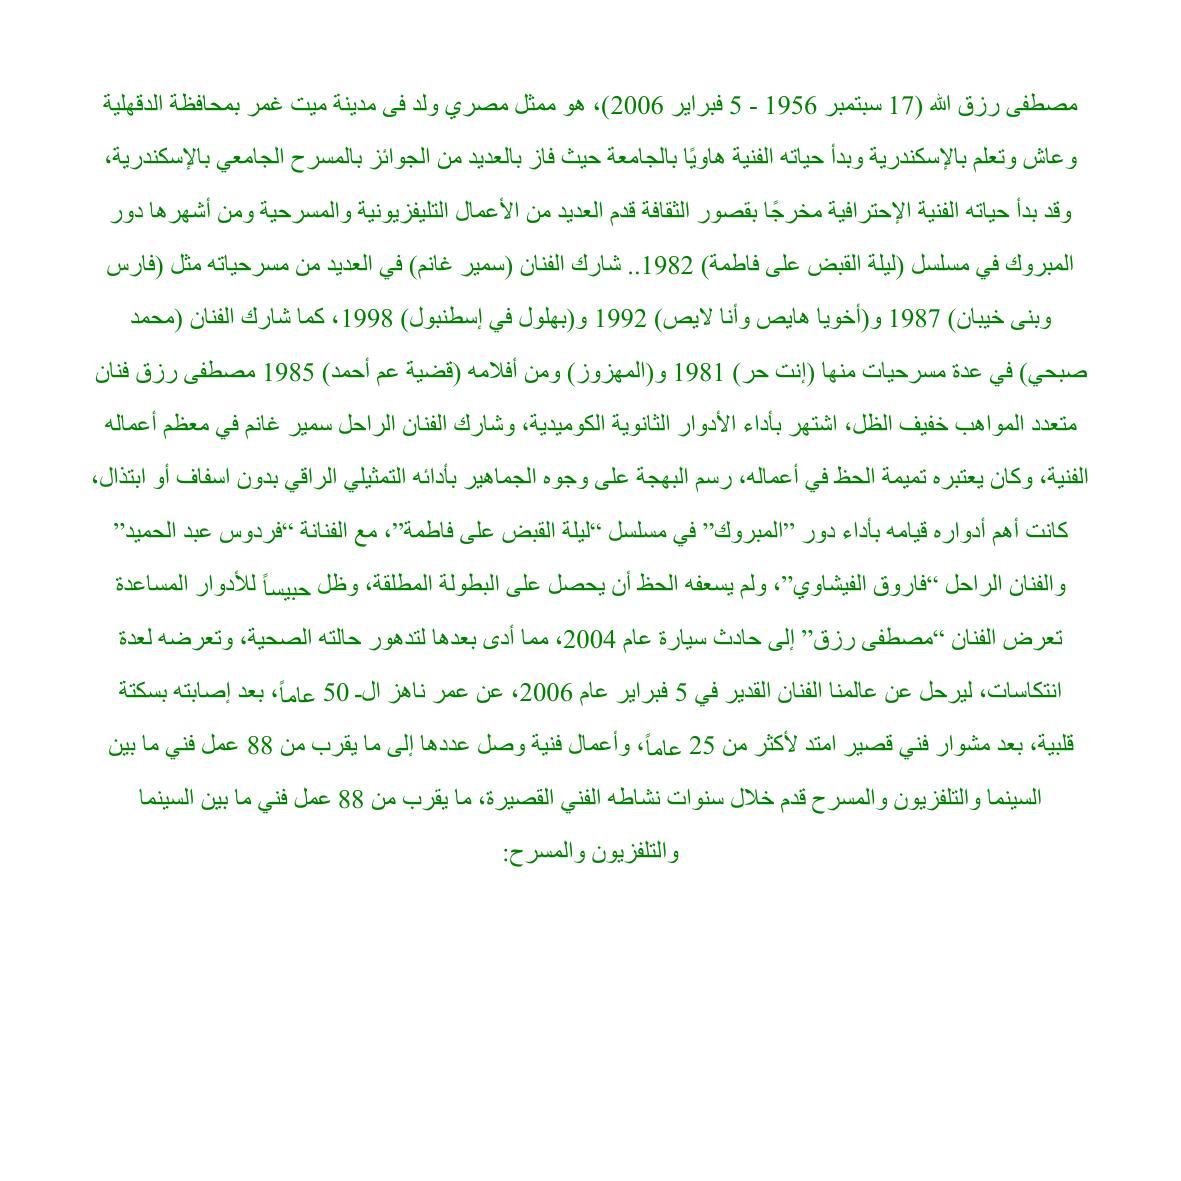 مصطفى رزق الله (17 سبتمبر 1956 - 5 فبراير 2006)، هو ممثل مصري ولد فى مدينة ميت غمر بمحافظة الدقهلية
وعاش وتعلم بالإسكندرية وبدأ حياته الفنية هاويًا بالجامعة حيث فاز بالعديد من الجوائز بالمسرح الجامعي بالإسكندرية،
وقد بدأ حياته الفنية الإحترافية مخرجًا بقصور الثقافة قدم العديد من الأعمال التليفزيونية والمسرحية ومن أشهرها دور
المبروك في مسلسل (ليلة القبض على فاطمة) 1982.. شارك الفنان (سمير غانم) في العديد من مسرحياته مثل (فارس
وبنى خيبان) 1987 و(أخويا هايص وأنا لايص) 1992 و(بهلول في إسطنبول) 1998، كما شارك الفنان (محمد
صبحي) في عدة مسرحيات منها (إنت حر) 1981 و(المهزوز) ومن أفلامه (قضية عم أحمد) 1985 مصطفى رزق فنان
متعدد المواهب خفيف الظل، اشتهر بأداء الأدوار الثانوية الكوميدية، وشارك الفنان الراحل سمير غانم في معظم أعماله
الفنية، وكان يعتبره تميمة الحظ في أعماله، رسم البهجة على وجوه الجماهير بأدائه التمثيلي الراقي بدون اسفاف أو ابتذال،
كانت أهم أدواره قيامه بأداء دور ”المبروك” في مسلسل “ليلة القبض على فاطمة”، مع الفنانة “فردوس عبد الحميد”
والفنان الراحل “فاروق الفيشاوي”، ولم يسعفه الحظ أن يحصل على البطولة المطلقة، وظل حبيساً للأدوار المساعدة
تعرض الفنان “مصطفى رزق” إلى حادث سيارة عام 2004، مما أدى بعدها لتدهور حالته الصحية، وتعرضه لعدة
انتكاسات، ليرحل عن عالمنا الفنان القدير في 5 فبراير عام 2006، عن عمر ناهز الـ 50 عاماً، بعد إصابته بسكتة
قلبية، بعد مشوار فني قصير امتد لأكثر من 25 عاماً، وأعمال فنية وصل عددها إلى ما يقرب من 88 عمل فني ما بين
السينما والتلفزيون والمسرح قدم خلال سنوات نشاطه الفني القصيرة، ما يقرب من 88 عمل فني ما بين السينما
والتلفزيون والمسرح: